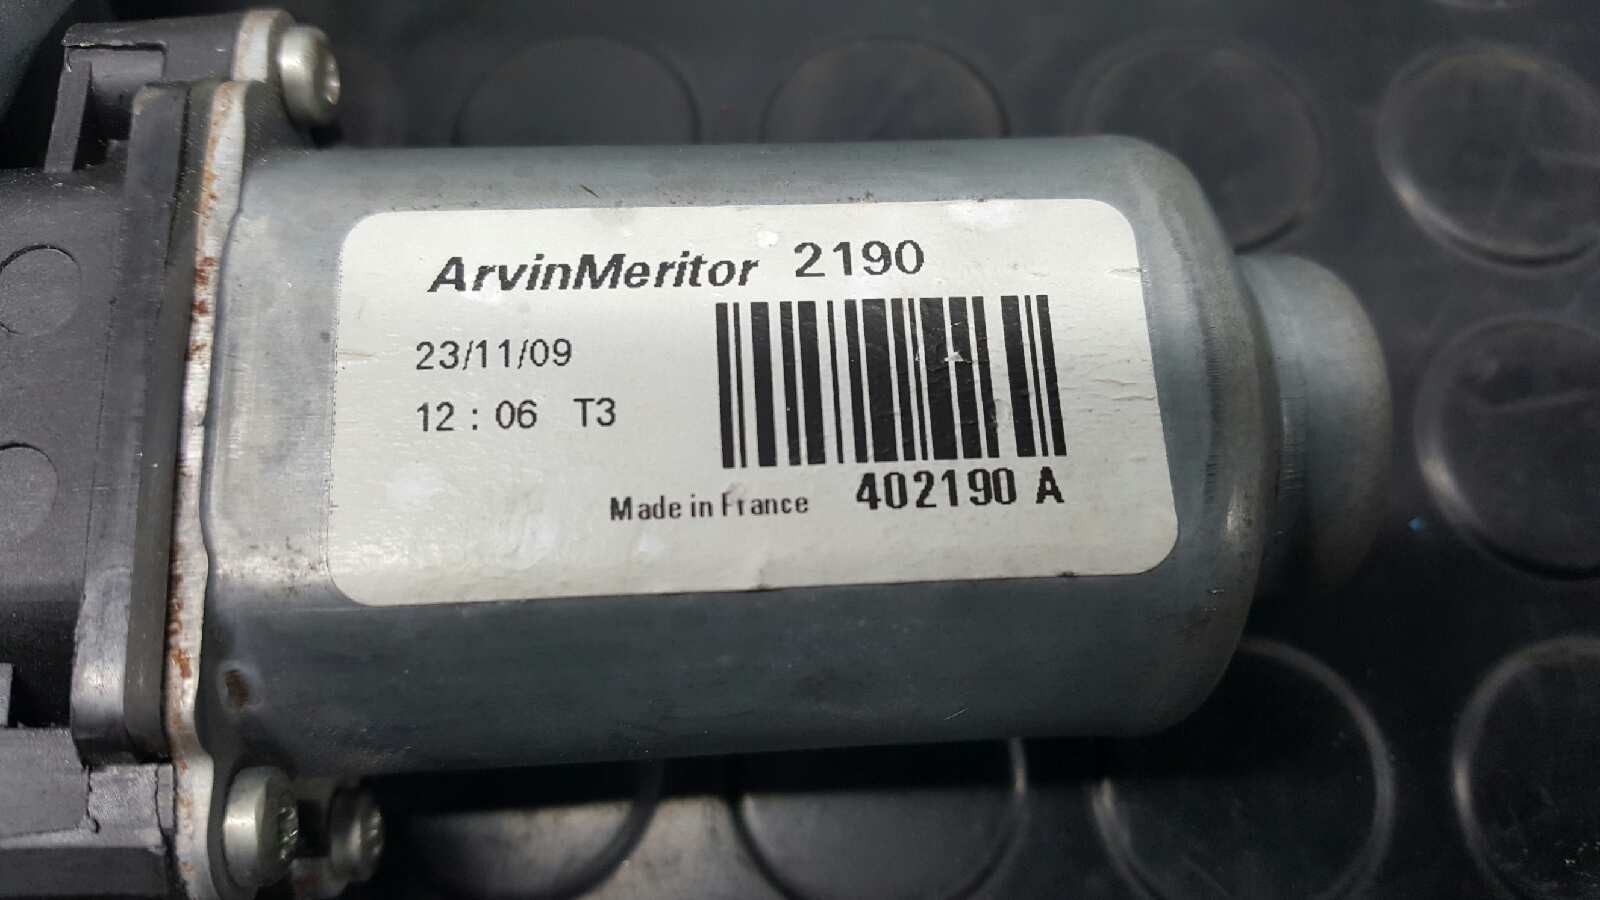 ArvinMeritor 2190
23/11/09
12 : 06 T3
Made in France 402190 A